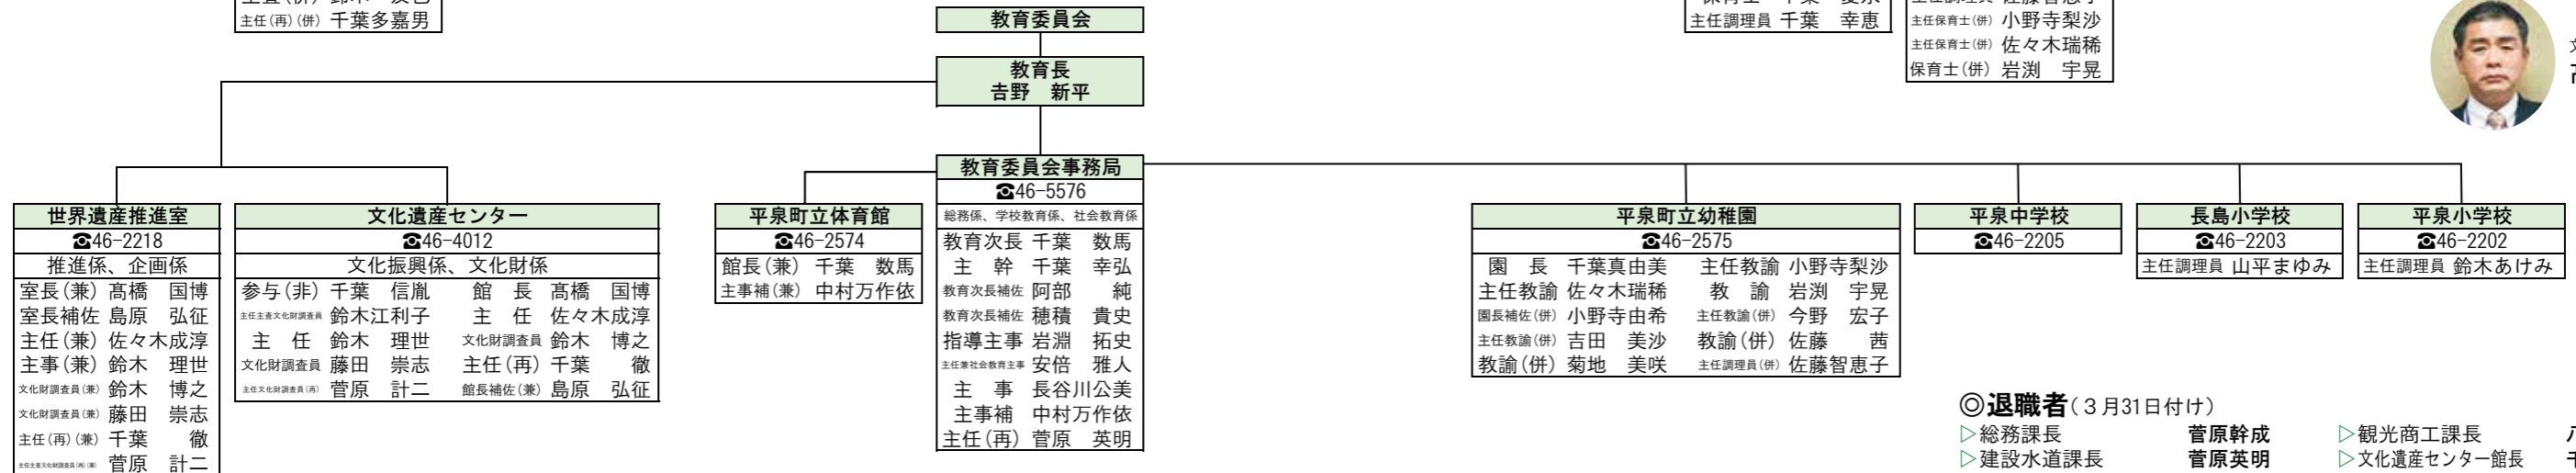 主任(再)(併) 千葉多嘉男
教育委員会
教育長
𠮷野　新平
主任調理員 千葉　幸恵
主任保育士(併) 小野寺梨沙
主任保育士(併) 佐々木瑞稀
保育士(併) 岩渕　宇晃
世界遺産推進室
☎46-2218
推進係、企画係
室長(兼) 髙橋　国博
室長補佐 島原　弘征
主任(兼) 佐々木成淳
主事(兼) 鈴木　理世
文化財調査員(兼) 鈴木　博之
文化財調査員(兼) 藤田　崇志
主任(再)(兼) 千葉　　徹
主任主査文化財調査員(再)(兼) 菅原　計二
文化遺産センター
☎46-4012
文化振興係、文化財係
参与(非) 千葉　信胤　館　長 髙橋　国博
主任主査文化財調査員 鈴木江利子　主　任 佐々木成淳
主　任 鈴木　理世　文化財調査員 鈴木　博之
文化財調査員 藤田　崇志　主任(再) 千葉　　徹
主任文化財調査員(再) 菅原　計二　館長補佐(兼) 島原　弘征
平泉町立体育館
☎46-2574
館長(兼) 千葉　数馬
主事補(兼) 中村万作依
教育委員会事務局
☎46-5576
総務係、学校教育係、社会教育係
教育次長 千葉　数馬
主　幹 千葉　幸弘
教育次長補佐 阿部　　純
教育次長補佐 穂積　貴史
指導主事 岩淵　拓史
主任兼社会教育主事 安倍　雅人
主　事 長谷川公美
主事補 中村万作依
主任(再) 菅原　英明
平泉町立幼稚園
☎46-2575
園　長 千葉真由美　主任教諭 小野寺梨沙
主任教諭 佐々木瑞稀　教　諭 岩渕　宇晃
園長補佐(併) 小野寺由希　主任教諭(併) 今野　宏子
主任教諭(併) 吉田　美沙　教諭(併) 佐藤　　茜
教諭(併) 菊地　美咲　主任調理員(併) 佐藤智恵子
平泉中学校
☎46-2205
長島小学校
☎46-2203
主任調理員 山平まゆみ
平泉小学校
☎46-2202
主任調理員 鈴木あけみ
◎退職者(３月31日付け)
▷総務課長　菅原幹成　▷観光商工課長
▷建設水道課長　菅原英明　▷文化遺産センター館長